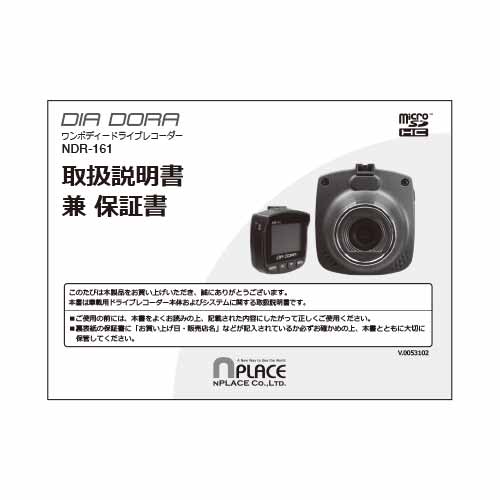 DIA DORA
ワンボディードライブレコーダー
NDR-161
取扱説明書
兼 保証書
micro
SD
HC
DIA DORA
このたびは本製品をお買い上げいただき、誠にありがとうございます。
本書は車載用ドライブレコーダー本体およびシステムに関する取扱説明書です。
■ご使用の前には、本書をよくお読みの上、記載された内容にしたがって正しくご使用ください。
■裏表紙の保証書に「お買い上げ日・販売店名」などが記入されているか必ずお確かめの上、本書とともに大切に
保管してください。
V.0053102
A New Way to See the World
NPLACE
NPLACE CO.,LTD.